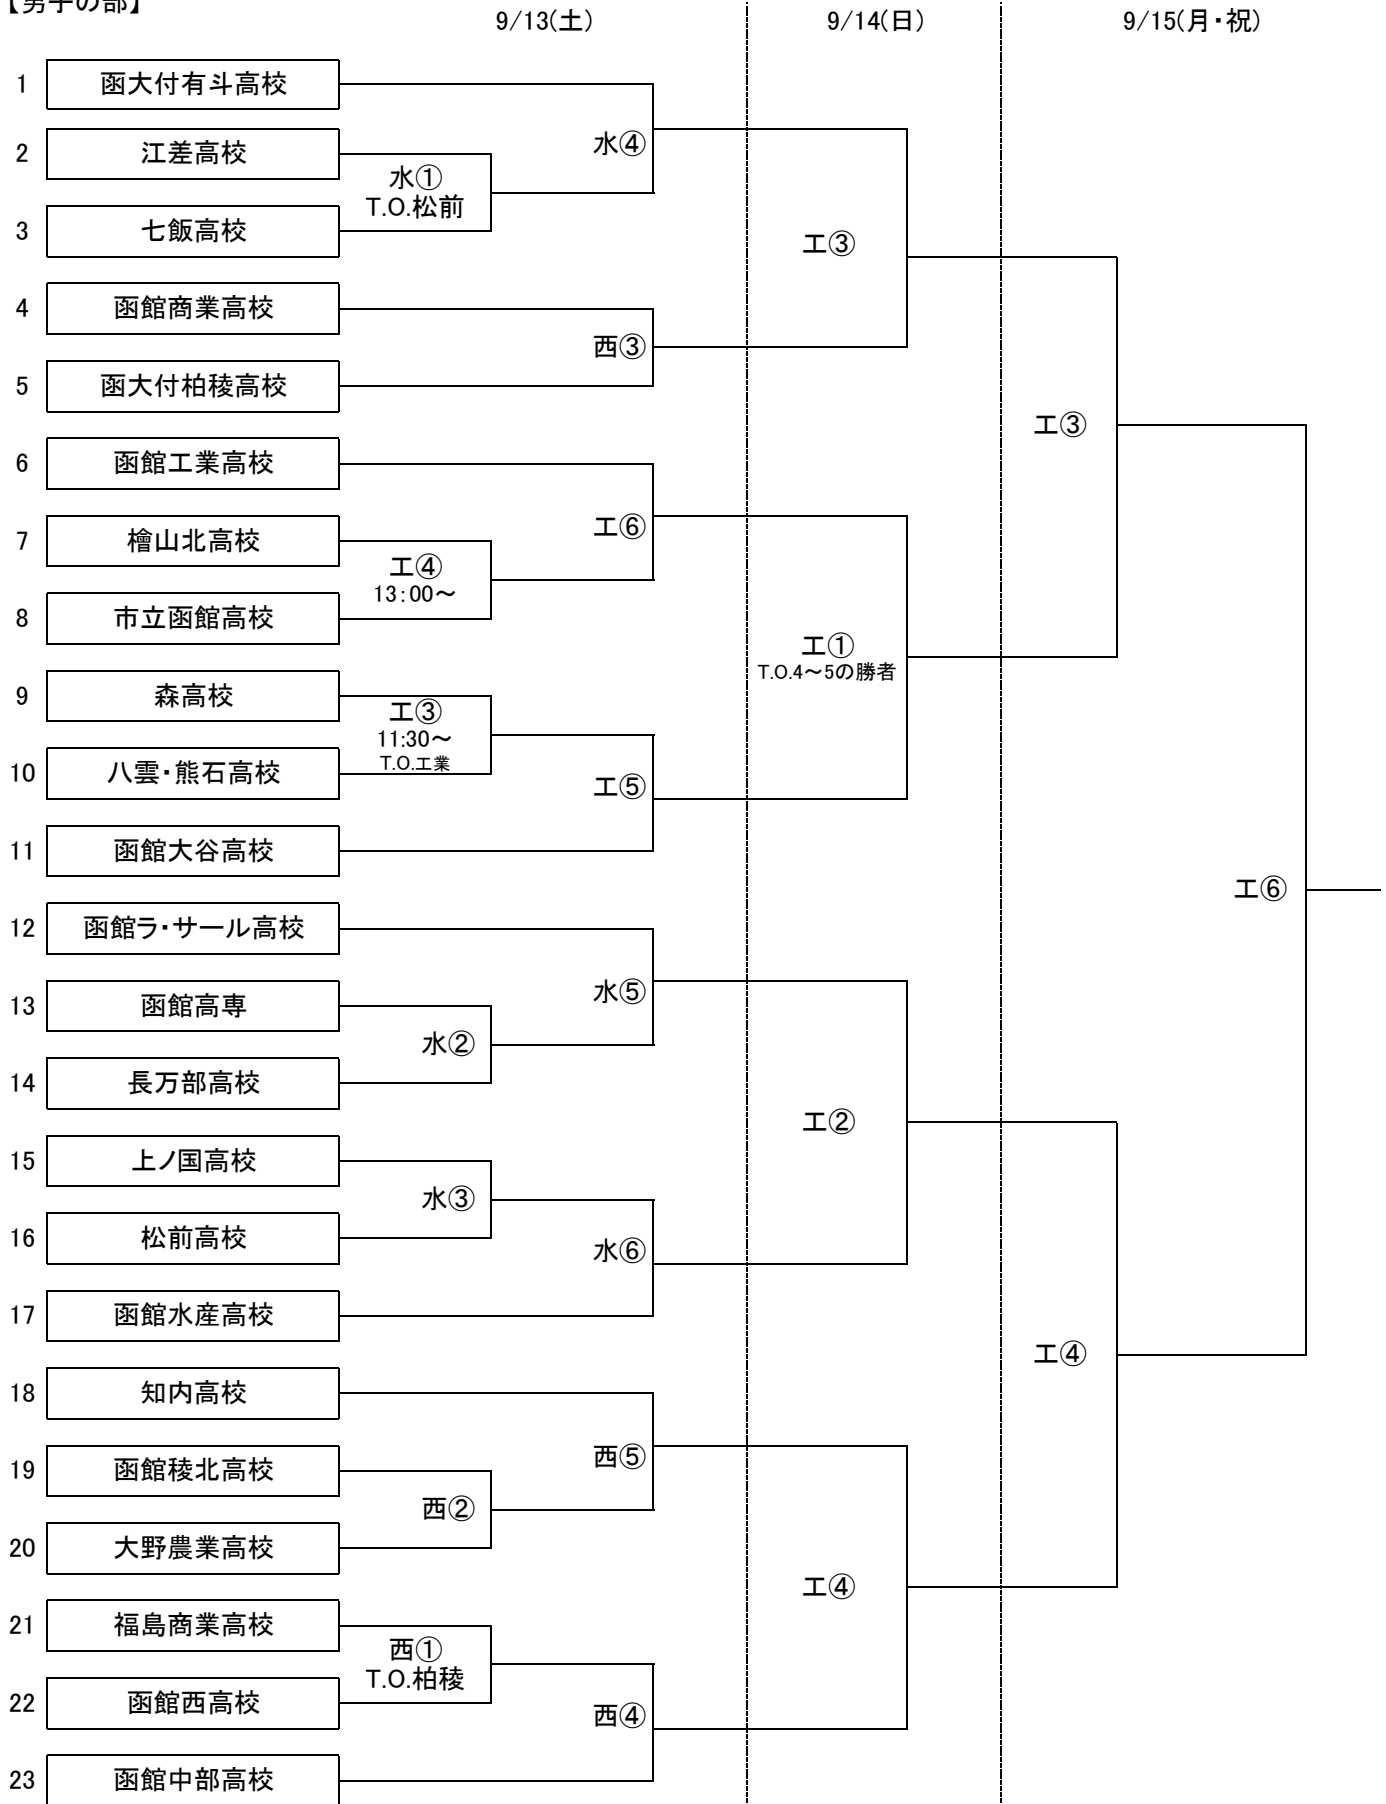 【男子の部】
9/13(土) 9/14(日) 9/15(月・祝)
1 函大付有斗高校
水④
2 江差高校
水①
T.O.松前
3 七飯高校
工③
4 函館商業高校
西③
5 函大付柏稜高校
工③
6 函館工業高校
工⑥
7 檜山北高校
工④
13:00～
8 市立函館高校
工①
T.O.4～5の勝者
9 森高校
工③
11:30～
T.O.工業
10 八雲・熊石高校
工⑤
11 函館大谷高校
工⑥
12 函館ラ・サール高校
水⑤
13 函館高専
水②
14 長万部高校
工②
15 上ノ国高校
水③
16 松前高校
水⑥
17 函館水産高校
工④
18 知内高校
西⑤
19 函館稜北高校
西②
20 大野農業高校
工④
21 福島商業高校
西①
T.O.柏稜
22 函館西高校
西④
23 函館中部高校